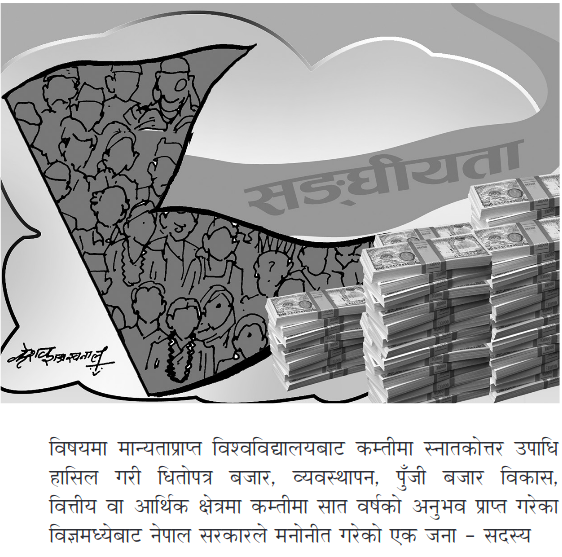 सङ्घीयता
विषयमा मान्यताप्राप्त विश्वविद्यालयबाट कम्तीमा स्नातकोत्तर उपाधि
हासिल गरी धितोपत्र बजार, व्यवस्थापन, पुँजी बजार विकास,
वित्तीय वा आर्थिक क्षेत्रमा कम्तीमा सात वर्षको अनुभव प्राप्त गरेका
विज्ञमध्येबाट नेपाल सरकारले मनोनीत गरेको एक जना – सदस्य